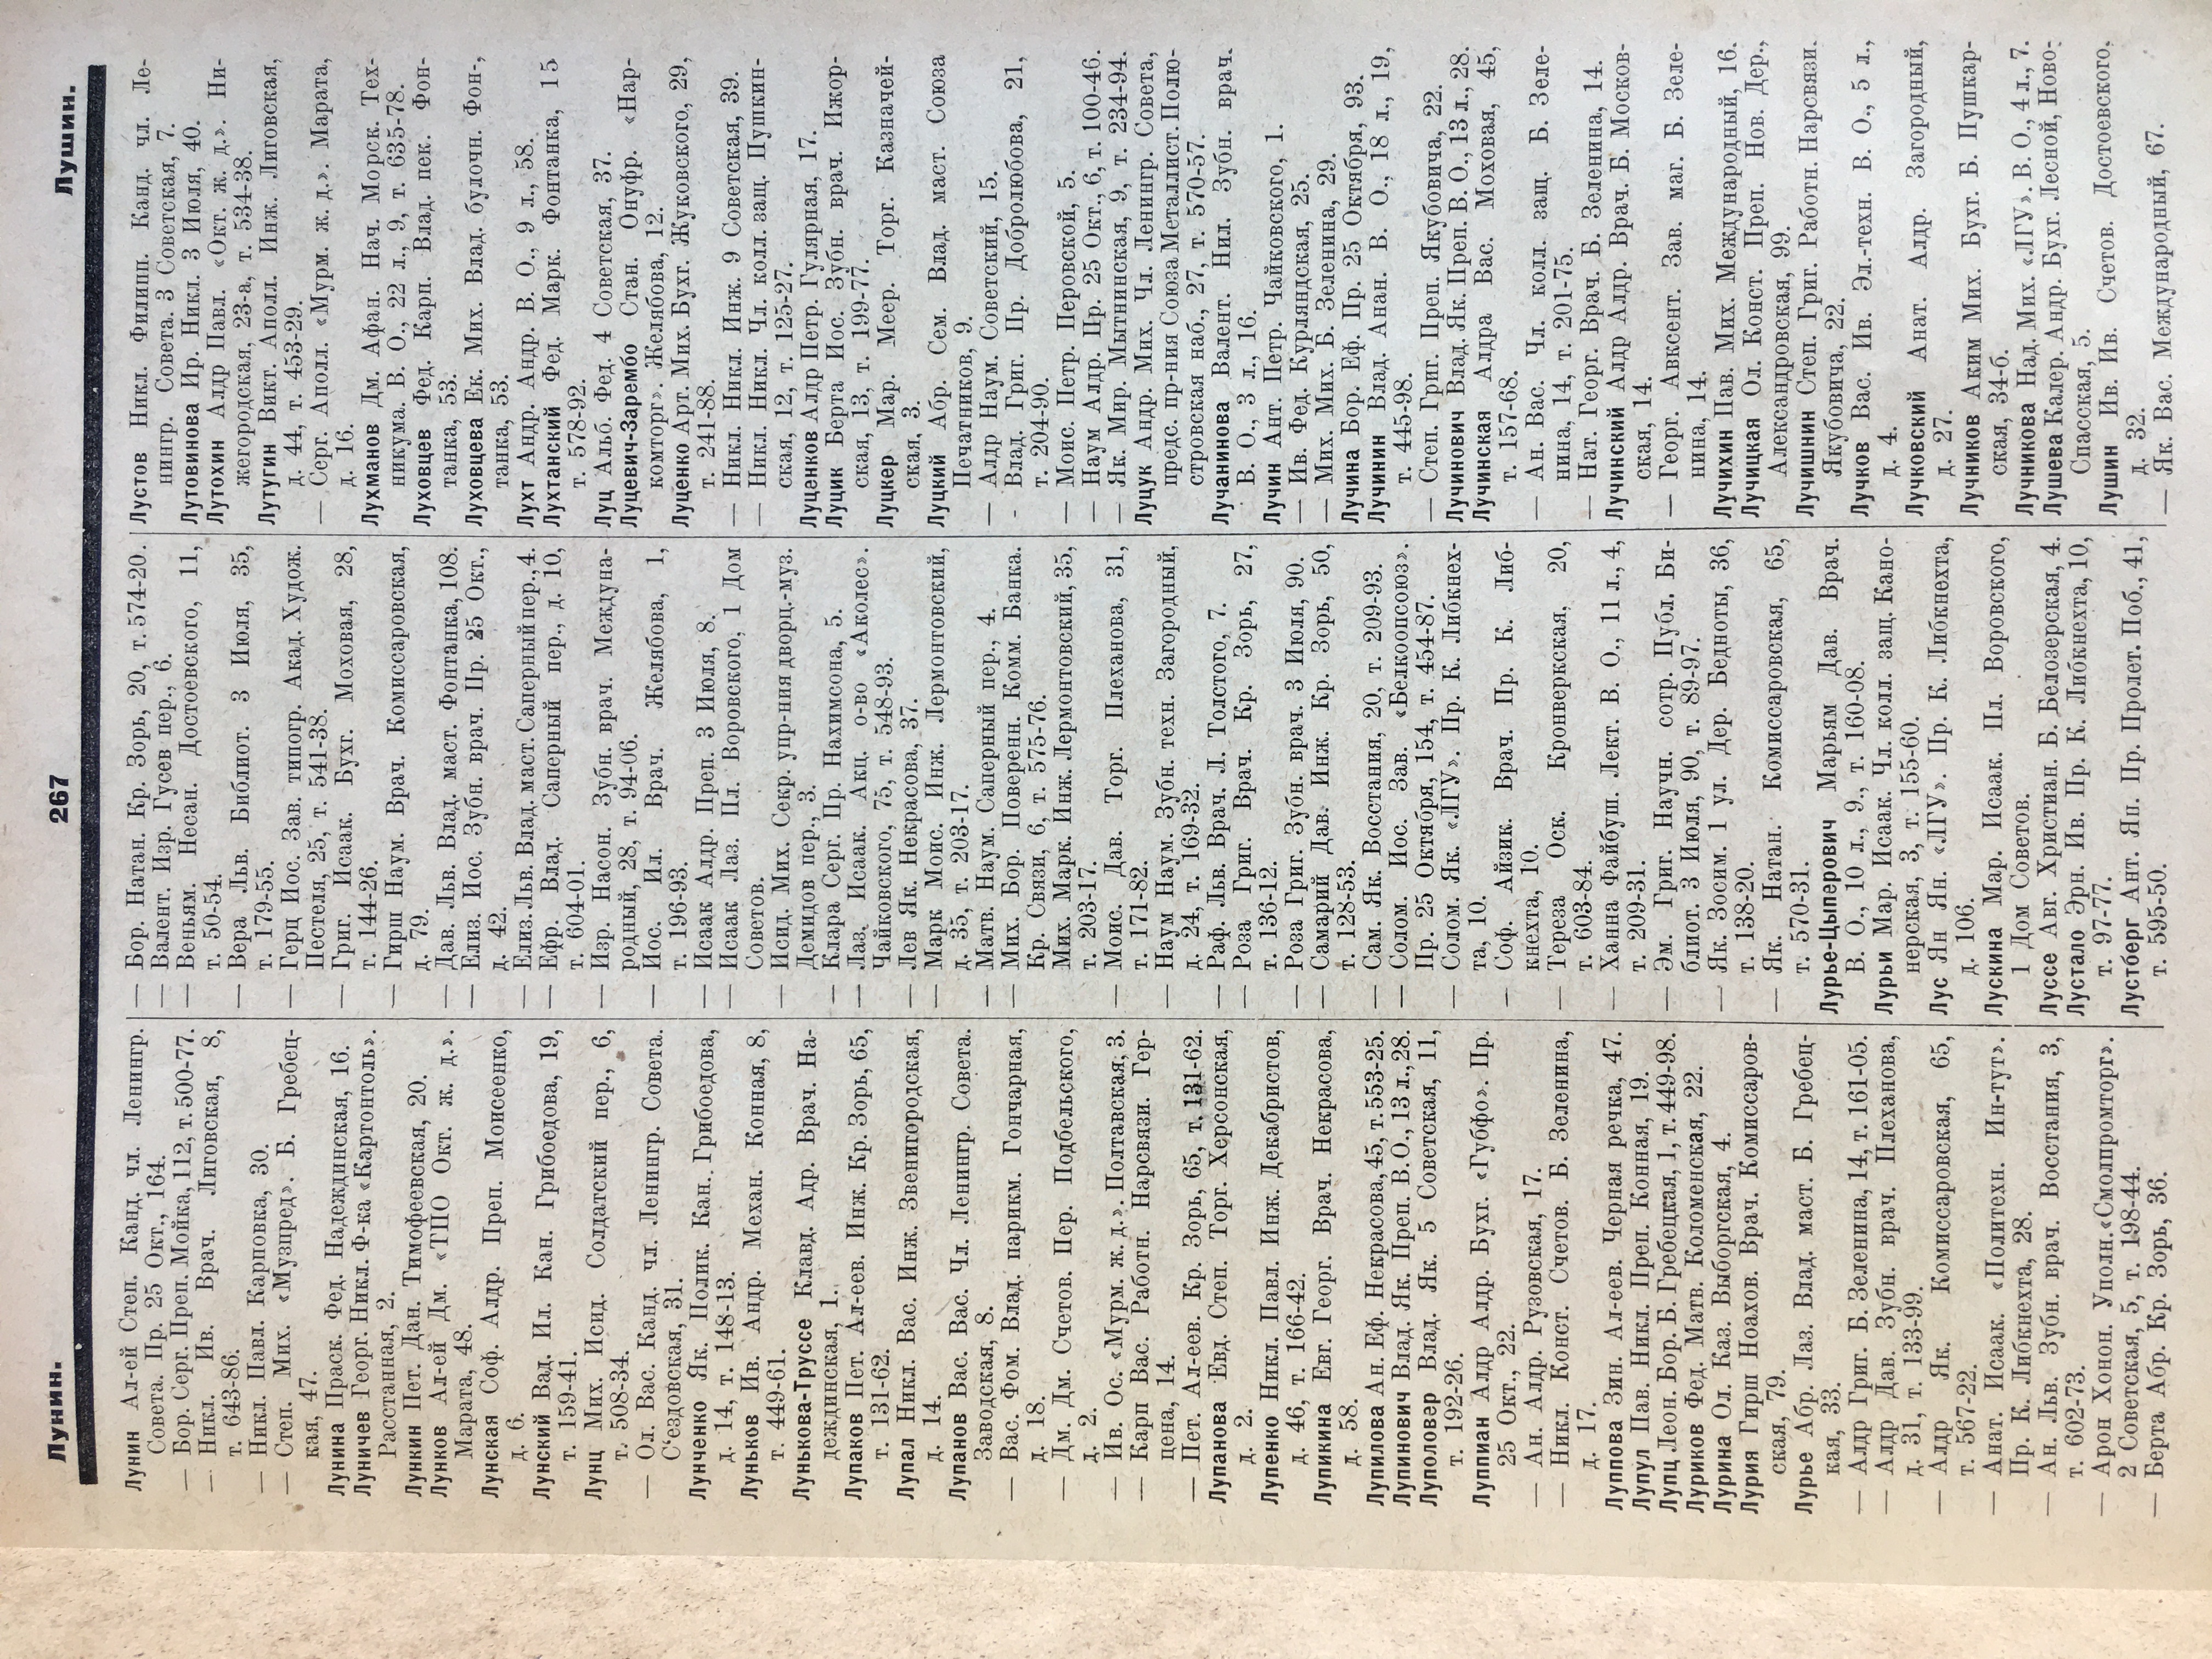 Лунин.
267
Лушин.
Лунин Ал-ей Степ. Канд. чл. Ленингр.
Совета. Пр. 25 Окт., 164.
— Бор. Серг. Преп. Мойка, 112, т. 500-77.
— Никл. Ив. Врач. Лиговская, 8,
т. 643-86.
— Никл. Павл. Карповка, 30.
— Степ. Мих. «Музпред». Б. Гребец-
кая, 47.
Лунина Праск. Фед. Надеждинская, 16.
Луничев Георг. Никл. Ф-ка «Картонтоль».
Расстанная, 2.
Лункин Пет. Дан. Тимофеевская, 20.
Лунков Ал-ей Дм. «ТПО Окт. ж. д.».
Марата, 48.
Лунская Соф. Алдр. Преп. Моисеенко,
д. 6.
Лунский Вад. Ил. Кан. Грибоедова, 19,
т. 159-41.
Лунц Мих. Исид. Солдатский пер., 6,
т. 508-34.
— Ол. Вас. Канд. чл. Ленингр. Совета.
С‘ездовская, 31.
Лунченко Як. Полик. Кан. Грибоедова,
д. 14, т. 148-13.
Луньков Ив. Андр. Механ. Конная, 8,
т. 449-61.
Лунькова-Труссе Клавд. Адр. Врач. На-
деждинская, 1.
Лупаков Пет. Ал-еев. Инж. Кр. Зорь, 65,
т. 131-62.
Лупал Никл. Вас. Инж. Звенигородская,
д. 14.
Лупанов Вас. Вас. Чл. Ленингр. Совета.
Заводская, 8.
— Вас. Фом. Влад. парикм. Гончарная,
д. 18.
— Дм. Дм. Счетов. Пер. Подбельского,
д. 2.
— Ив. Ос. «Мурм. ж. д.». Полтавская, 3.
— Карп Вас. Работн. Нарсвязи. Гер-
цена, 14.
— Пет. Ал-еев. Кр. Зорь, 65, т. 131-62.
Лупанова Евд. Степ. Торг. Херсонская,
д. 2.
Лупенко Никл. Павл. Инж. Декабристов,
д. 46, т. 166-42.
Лупикина Евг. Георг. Врач. Некрасова,
д. 58.
Лупилова Ан. Еф. Некрасова, 45, т. 553-25.
Лупинович Влад. Як. Преп. В. О., 13 л., 28.
Луполовер Влад. Як. 5 Советская, 11,
т. 192-26.
Луппиан Алдр Алдр. Бухг. «Губфо». Пр.
25 Окт., 22.
— Ан. Алдр. Рузовская, 17.
— Никл. Конст. Счетов. Б. Зеленина,
д. 17.
Луппова Зин. Ал-еев. Черная речка, 47.
Лупул Пав. Никл. Преп. Конная, 19.
Лупц Леон. Бор. Б. Гребецкая, 1, т. 449-98.
Луриков Фед. Матв. Коломенская, 22.
Лурина Ол. Каз. Выборгская, 4.
Лурия Гирш Ноахов. Врач. Комиссаров-
ская, 79.
Лурье Абр. Лаз. Влад. маст. Б. Гребец-
кая, 33.
— Алдр Григ. Б. Зеленина, 14, т. 161-05.
— Алдр Дав. Зубн. врач. Плеханова,
д. 31, т. 133-99.
— Алдр Як. Комиссаровская, 65,
т. 567-22.
— Анат. Исаак. «Политехн. Ин-тут».
Пр. К. Либкнехта, 28.
— Ан. Льв. Зубн. врач. Восстания, 3,
т. 602-73.
— Арон Хонон. Уполн. «Смолпромторг».
2 Советская, 5, т. 198-44.
— Берта Абр. Кр. Зорь, 36.
— Бор. Натан. Кр. Зорь, 20, т. 574-20.
— Валент. Изр. Гусев пер., 6.
— Веньям. Несан. Достоевского, 11,
т. 50-54.
— Вера Льв. Библиот. 3 Июля, 35,
т. 179-55.
— Герц Иос. Зав. типогр. Акад. Худож.
Пестеля, 25, т. 541-38.
— Григ. Исаак. Бухг. Моховая, 28,
т. 144-26.
— Гирш Наум. Врач. Комиссаровская,
д. 79.
— Дав. Льв. Влад. маст. Фонтанка, 108.
— Елиз. Иос. Зубн. врач. Пр. 25 Окт.,
д. 42.
— Елиз. Льв. Влад. маст. Саперный пер., 4.
— Ефр. Влад. Саперный пер., д. 10,
т. 604-01.
— Изр. Насон. Зубн. врач. Междуна-
родный, 28, т. 94-06.
— Иос. Ил. Врач. Желябова, 1,
т. 196-93.
— Исаак Алдр. Преп. 3 Июля, 8.
— Исаак Лаз. Пл. Воровского, 1 Дом
Советов.
— Исид. Мих. Секр. упр-ния дворц.-муз.
Демидов пер., 3.
— Клара Серг. Пр. Нахимсона, 5.
— Лаз. Исаак. Акц. о-во «Аколес».
Чайковского, 75, т. 548-93.
— Лев Як. Некрасова, 37.
— Марк Моис. Инж. Лермонтовский,
д. 35, т. 203-17.
— Матв. Наум. Саперный пер., 4.
— Мих. Бор. Поверенн. Комм. Банка.
Кр. Связи, 6, т. 575-76.
Мих. Марк. Инж. Лермонтовский, 35,
т. 203-17.
— Моис. Дав. Торг. Плеханова, 31,
т. 171-82.
— Наум Наум. Зубн. техн. Загородный,
д. 24, т. 169-32.
— Раф. Льв. Врач. Л. Толстого, 7.
— Роза Григ. Врач. Кр. Зорь, 27,
т. 136-12.
— Роза Григ. Зубн. врач. 3 Июля, 90.
— Самарий Дав. Инж. Кр. Зорь, 50,
т. 128-53.
— Сам. Як. Восстания, 20, т. 209-93.
— Солом. Иос. Зав. «Белкоопсоюз».
Пр. 25 Октября, 154, т. 454-87.
— Солом. Як. «ЛГУ». Пр. К. Либкнех-
та, 10.
— Соф. Айзик. Врач. Пр. К. Либ-
кнехта, 10.
— Тереза Оск. Кронверкская, 20,
т. 603-84.
— Ханна Файбуш. Лект. В. О., 11 л., 4,
т. 209-31.
— Эм. Григ. Научн. сотр. Публ. Би-
блиот. 3 Июля, 90, т. 89-97.
— Як. Зосим. 1 ул. Дер. Бедноты, 36,
т. 138-20.
— Як. Натан. Комиссаровская, 65,
т. 570-31.
Лурье-Цыперович Марьям Дав. Врач.
В. О., 10 л., 9., т. 160-08.
Лурьи Мар. Исаак. Чл. колл. защ. Кано-
нерская, 3, т. 155-60.
Лус Ян Ян. «ЛГУ». Пр. К. Либкнехта,
д. 106.
Лускина Мар. Исаак. Пл. Воровского,
1 Дом Советов.
Луссе Авг. Христиан. Б. Белозерская, 4.
Лустало Эрн. Ив. Пр. К. Либкнехта, 10,
т. 97-77.
Лустберг Ант. Ян. Пр. Пролет. Поб., 41,
т. 595-50.
Лустов Никл. Филипп. Канд. чл. Ле-
нингр. Совета. 3 Советская, 7.
Лутовинова Ир. Никл. 3 Июля, 40.
Лутохин Алдр Павл. «Окт. ж. д.». Ни-
жегородская, 23-а, т. 534-38.
Лутугин Викт. Аполл. Инж. Лиговская,
д. 44, т. 453-29.
— Серг. Аполл. «Мурм. ж. д.». Марата,
д. 16.
Лухманов Дм. Афан. Нач. Морск. Тех-
никума. В. О., 22 л., 9, т. 635-78.
Луховцев Фед. Карп. Влад. пек. Фон-
танка, 53.
Луховцева Ек. Мих. Влад. булочн. Фон-,
танка, 53.
Лухт Андр. Андр. В. О., 9 л., 58.
Лухтанский Фед. Марк. Фонтанка, 15
т. 578-92.
Луц Альб. Фед. 4 Советская, 37.
Луцевич-Зарембо Стан. Онуфр. «Нар-
комторг». Желябова, 12.
Луценко Арт. Мих. Бухг. Жуковского, 29,
т. 241-88.
— Никл. Никл. Инж. 9 Советская, 39.
— Никл. Никл. Чл. колл. защ. Пушкин-
ская, 12, т. 125-27.
Луценков Алдр Петр. Гулярная, 17.
Луцик Берта Иос. Зубн. врач. Ижор-
ская, 13, т. 199-77.
Луцкер Мар. Меер. Торг. Казначей-
ская, 3.
Луцкий Абр. Сем. Влад. маст. Союза
Печатников, 9.
— Алдр Наум. Советский, 15.
- Влад. Григ. Пр. Добролюбова, 21,
т. 204-90.
— Моис. Петр. Перовской, 5.
— Наум Алдр. Пр. 25 Окт., 6, т. 100-46.
— Як. Мир. Мытнинская, 9, т. 234-94.
Луцук Андр. Мих. Чл. Ленингр. Совета,
предс. пр-ния Союза Металлист. Полю-
стровская наб., 27, т. 570-57.
Лучанинова Валент. Нил. Зубн. врач.
В. О., 3 л., 16.
Лучин Ант. Петр. Чайковского, 1.
— Ив. Фед. Курляндская, 25.
— Мих. Мих. Б. Зеленина, 29.
Лучина Бор. Еф. Пр. 25 Октября, 93.
Лучинин Влад. Анан. В. О., 18 л., 19,
т. 445-98.
— Степ. Григ. Преп. Якубовича, 22.
Лучинович Влад. Як. Преп. В. О., 13 л., 28.
Лучинская Алдра Вас. Моховая, 45,
т. 157-68.
— Ан. Вас. Чл. колл. защ. Б. Зеле-
нина, 14, т. 201-75.
— Нат. Георг. Врач. Б. Зеленина, 14.
Лучинский Алдр Алдр. Врач. Б. Москов-
ская, 14.
— Георг. Авксент. Зав. маг. Б. Зеле-
нина, 14.
Лучихин Пав. Мих. Международный, 16.
Лучицкая Ол. Конст. Преп. Нов. Дер.,
Александровская, 99.
Лучишнин Степ. Григ. Работн. Нарсвязи.
Якубовича, 22.
Лучков Вас. Ив. Эл.-техн. В. О., 5 л.,
д. 4.
Лучковский Анат. Алдр. Загородный,
д. 27.
Лучников Аким Мих. Бухг. Б. Пушкар-
ская, 34-б.
Лучникова Над. Мих. «ЛГУ». В. О., 4 л., 7.
Лушева Калер. Андр. Бухг. Лесной, Ново-
Спасская, 5.
Лушин Ив. Ив. Счетов. Достоевского,
д. 32.
— Як. Вас. Международный, 67.